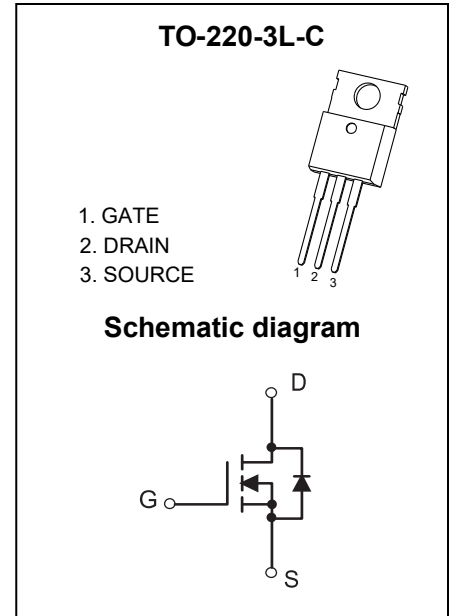 TO-220-3L-C
1. GATE
2. DRAIN
3. SOURCE
1 2 3
Schematic diagram
D
G
S